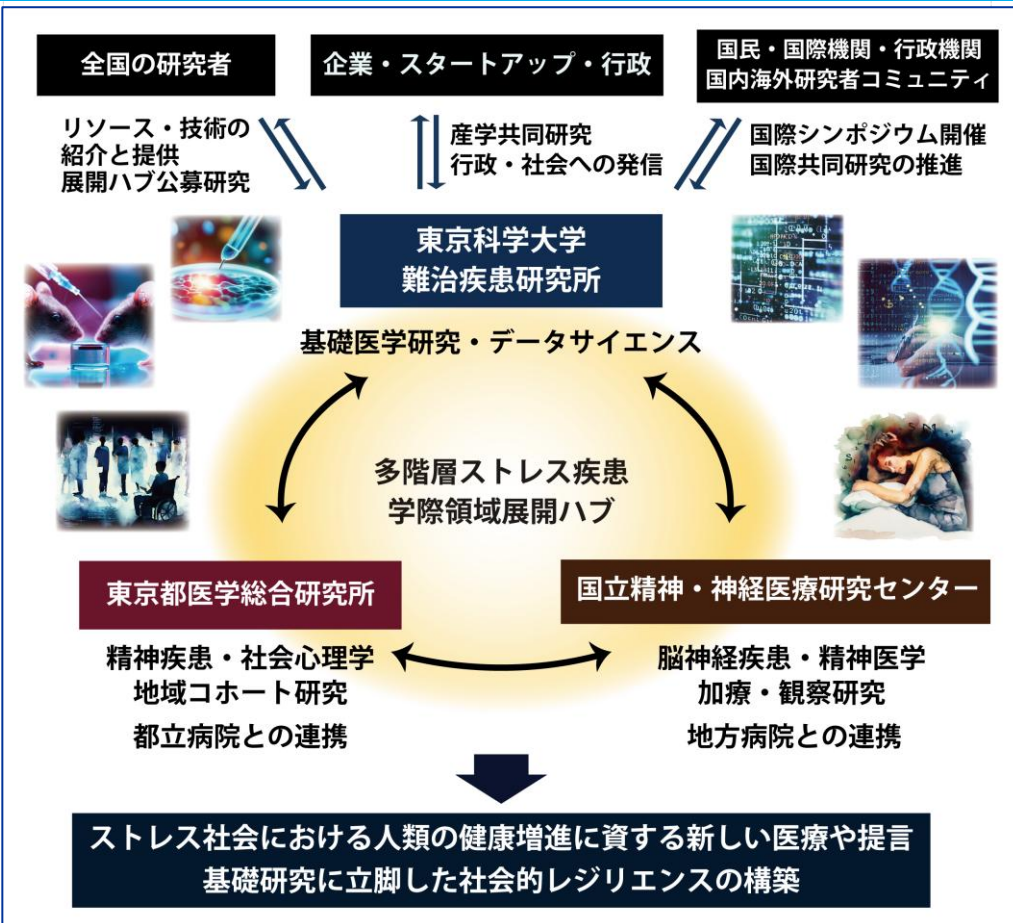 全国の研究者
企業・スタートアップ・行政
国民・国際機関・行政機関
国内海外研究者コミュニティ
リソース・技術の
紹介と提供
展開ハブ公募研究
産学共同研究
行政・社会への発信
国際シンポジウム開催
国際共同研究の推進
東京科学大学
難治疾患研究所
基礎医学研究・データサイエンス
多階層ストレス疾患
学際領域展開ハブ
東京都医学総合研究所
国立精神・神経医療研究センター
精神疾患・社会心理学
地域コホート研究
都立病院との連携
脳神経疾患・精神医学
加療・観察研究
地方病院との連携
ストレス社会における人類の健康増進に資する新しい医療や提言
基礎研究に立脚した社会的レジリエンスの構築